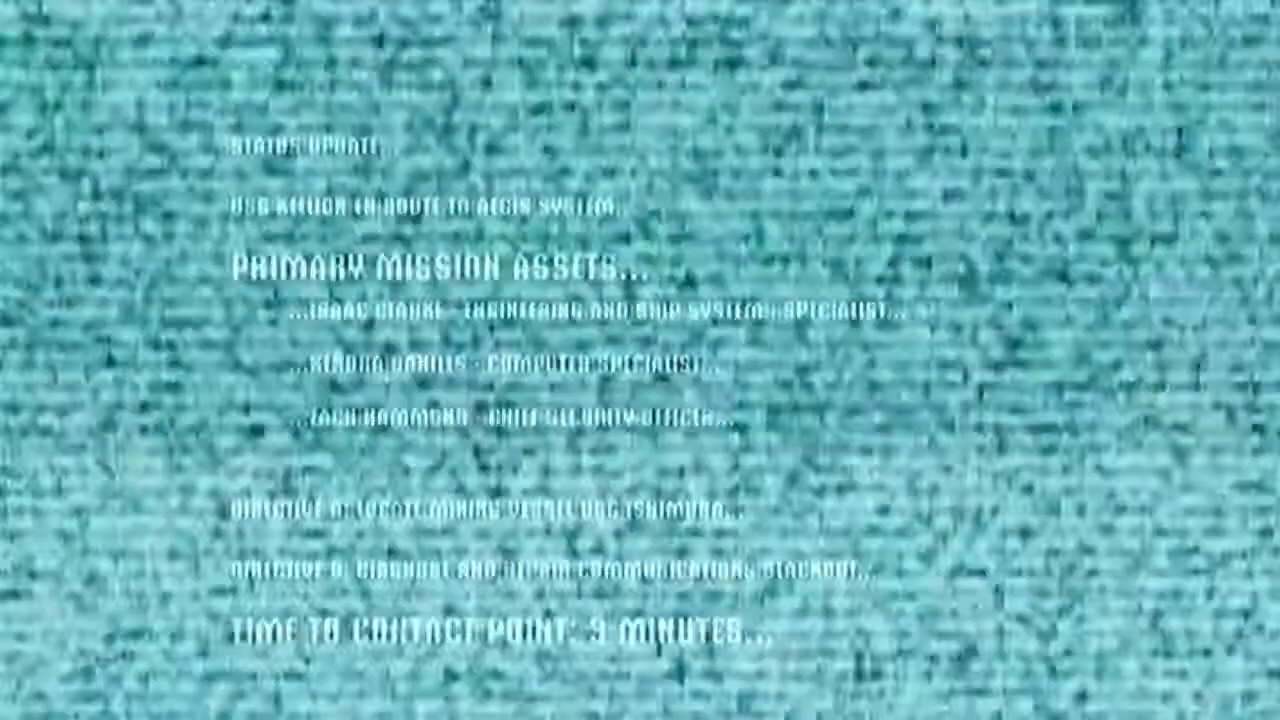 STATUS UPDATE...
USG KELLION EN ROUTE TO AEGIS SYSTEM...
PRIMARY MISSION ASSETS...
...ISAAC CLARKE - ENGINEERING AND SHIP SYSTEMS SPECIALIST...
...KENDRA DANIELS - COMPUTER SPECIALIST...
...ZACH HAMMOND - CHIEF SECURITY OFFICER...
DIRECTIVE A: LOCATE MINING VESSEL USG ISHIMURA...
DIRECTIVE B: DIAGNOSE AND REPAIR COMMUNICATIONS BLACKOUT...
TIME TO CONTACT POINT: 9 MINUTES...